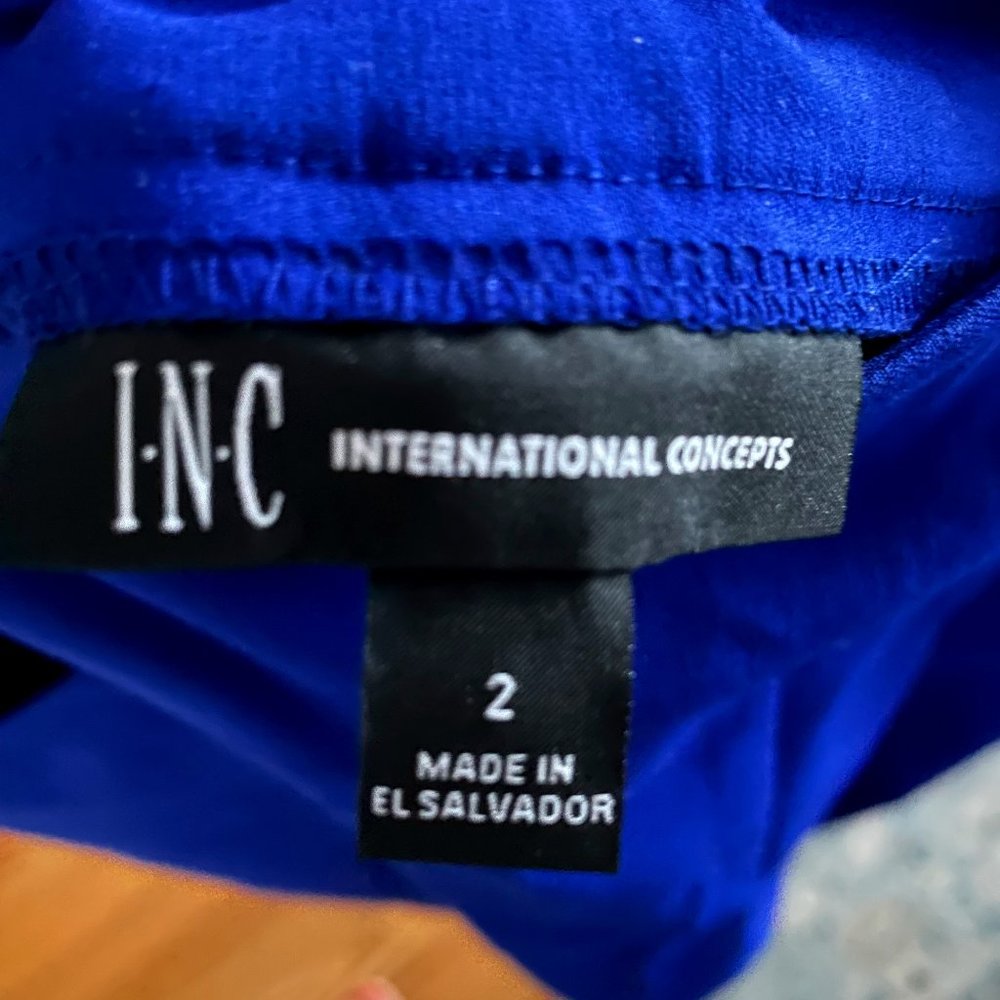 I·N·C INTERNATIONAL CONCEPTS
2
MADE IN
EL SALVADOR